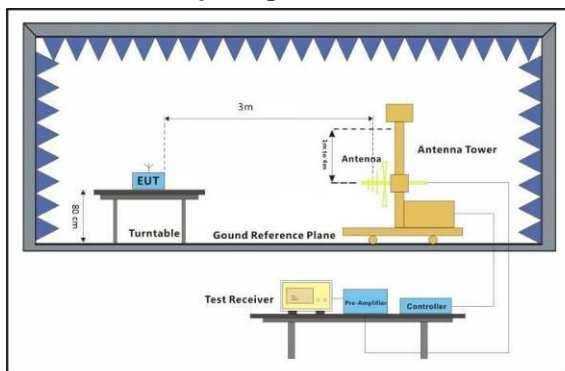 3m
1m to 4m
Antenna
Antenna Tower
EUT
80 cm
Turntable
Gound Reference Plane
Test Receiver
Pre-Amplifier
Controller